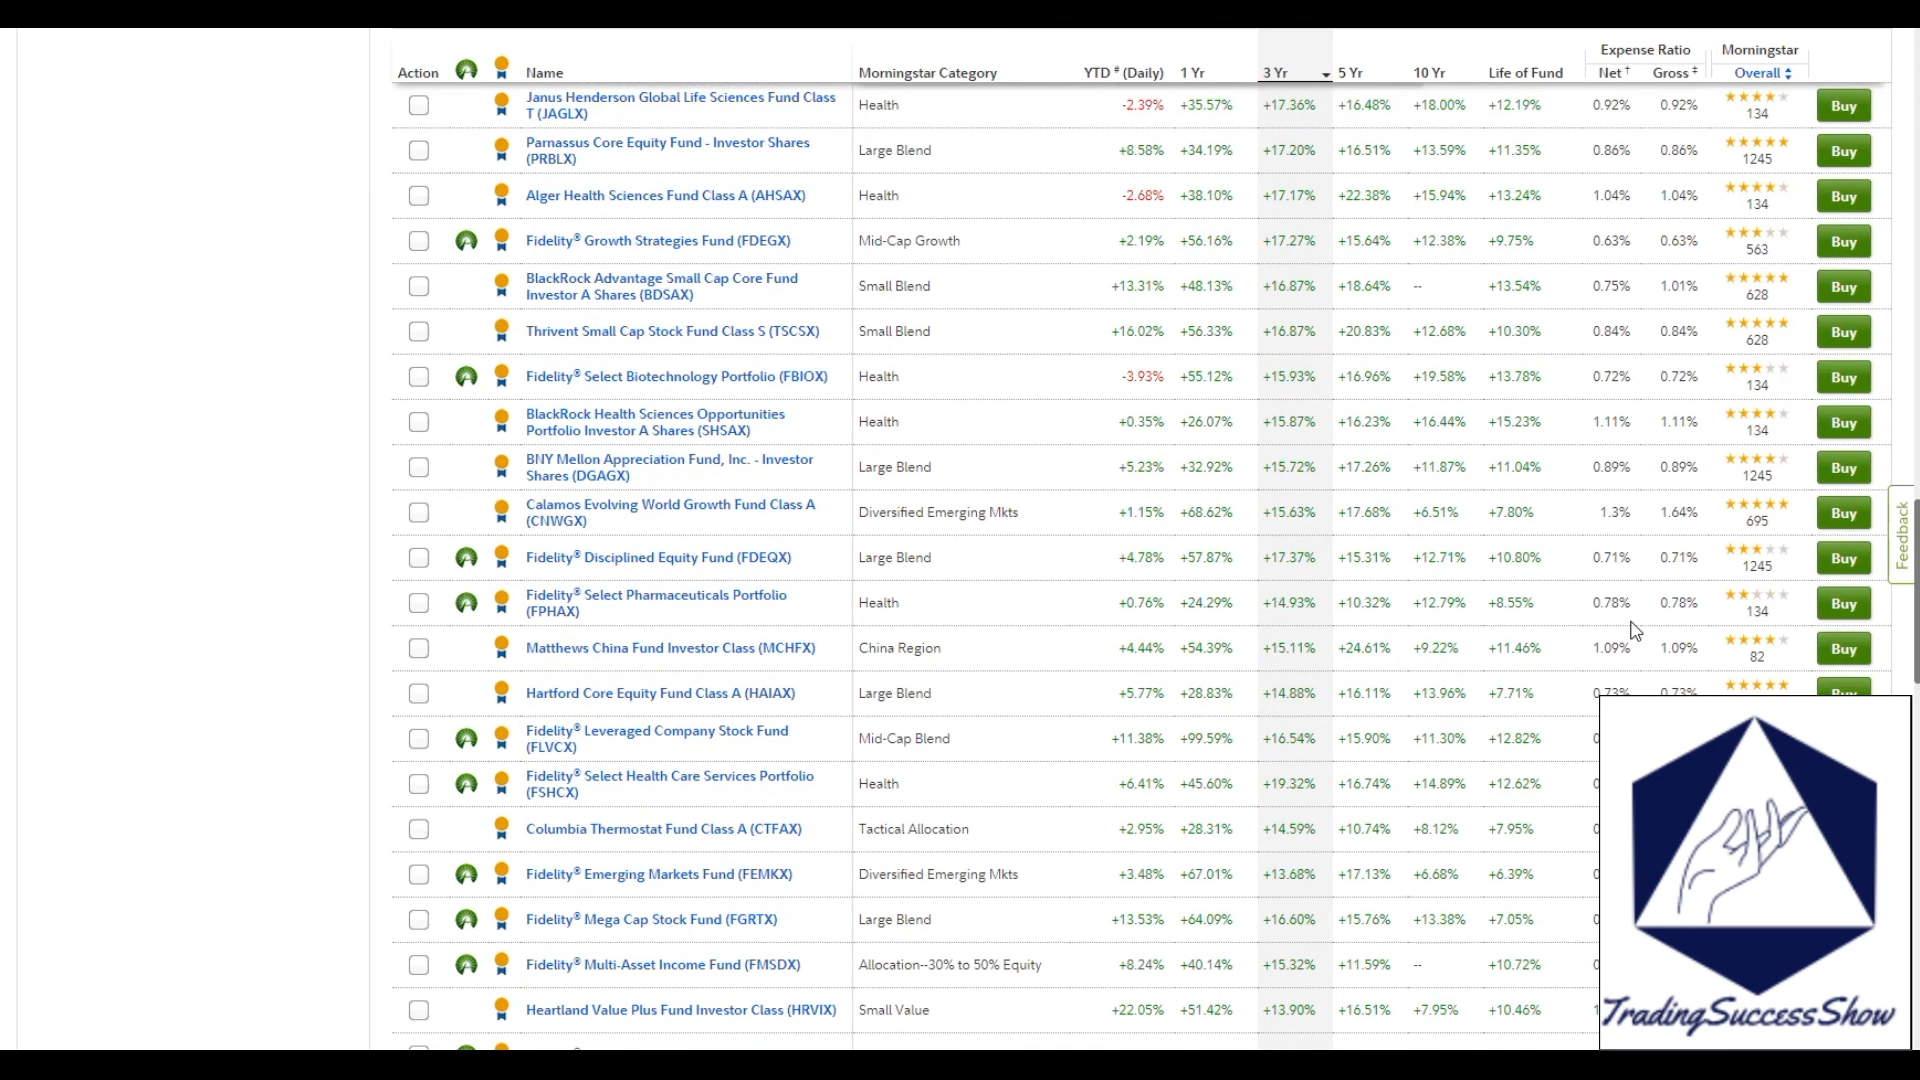 Expense Ratio Morningstar
Action Name Morningstar Category YTD # (Daily) 1 Yr 3 Yr 5 Yr 10 Yr Life of Fund Net † Gross ‡ Overall
Janus Henderson Global Life Sciences Fund Class
T (JAGLX) Health -2.39% +35.57% +17.36% +16.48% +18.00% +12.19% 0.92% 0.92% 134 Buy
Parnassus Core Equity Fund - Investor Shares
(PRBLX) Large Blend +8.58% +34.19% +17.20% +16.51% +13.59% +11.35% 0.86% 0.86% 1245 Buy
Alger Health Sciences Fund Class A (AHSAX) Health -2.68% +38.10% +17.17% +22.38% +15.94% +13.24% 1.04% 1.04% 134 Buy
Fidelity® Growth Strategies Fund (FDEGX) Mid-Cap Growth +2.19% +56.16% +17.27% +15.64% +12.38% +9.75% 0.63% 0.63% 563 Buy
BlackRock Advantage Small Cap Core Fund
Investor A Shares (BDSAX) Small Blend +13.31% +48.13% +16.87% +18.64% -- +13.54% 0.75% 1.01% 628 Buy
Thrivent Small Cap Stock Fund Class S (TSCSX) Small Blend +16.02% +56.33% +16.87% +20.83% +12.68% +10.30% 0.84% 0.84% 628 Buy
Fidelity® Select Biotechnology Portfolio (FBIOX) Health -3.93% +55.12% +15.93% +16.96% +19.58% +13.78% 0.72% 0.72% 134 Buy
BlackRock Health Sciences Opportunities
Portfolio Investor A Shares (SHSAX) Health +0.35% +26.07% +15.87% +16.23% +16.44% +15.23% 1.11% 1.11% 134 Buy
BNY Mellon Appreciation Fund, Inc. - Investor
Shares (DGAGX) Large Blend +5.23% +32.92% +15.72% +17.26% +11.87% +11.04% 0.89% 0.89% 1245 Buy
Calamos Evolving World Growth Fund Class A
(CNWGX) Diversified Emerging Mkts +1.15% +68.62% +15.63% +17.68% +6.51% +7.80% 1.3% 1.64% 695 Buy
Feedback
Fidelity® Disciplined Equity Fund (FDEQX) Large Blend +4.78% +57.87% +17.37% +15.31% +12.71% +10.80% 0.71% 0.71% 1245 Buy
Fidelity® Select Pharmaceuticals Portfolio
(FPHAX) Health +0.76% +24.29% +14.93% +10.32% +12.79% +8.55% 0.78% 0.78% 134 Buy
Matthews China Fund Investor Class (MCHFX) China Region +4.44% +54.39% +15.11% +24.61% +9.22% +11.46% 1.09% 1.09% 82 Buy
Hartford Core Equity Fund Class A (HAIAX) Large Blend +5.77% +28.83% +14.88% +16.11% +13.96% +7.71% 0.73% 0.73% Buy
Fidelity® Leveraged Company Stock Fund
(FLVCX) Mid-Cap Blend +11.38% +99.59% +16.54% +15.90% +11.30% +12.82%
Fidelity® Select Health Care Services Portfolio
(FSHCX) Health +6.41% +45.60% +19.32% +16.74% +14.89% +12.62%
Columbia Thermostat Fund Class A (CTFAX) Tactical Allocation +2.95% +28.31% +14.59% +10.74% +8.12% +7.95%
Fidelity® Emerging Markets Fund (FEMKX) Diversified Emerging Mkts +3.48% +67.01% +13.68% +17.13% +6.68% +6.39%
Fidelity® Mega Cap Stock Fund (FGRTX) Large Blend +13.53% +64.09% +16.60% +15.76% +13.38% +7.05%
Fidelity® Multi-Asset Income Fund (FMSDX) Allocation--30% to 50% Equity +8.24% +40.14% +15.32% +11.59% -- +10.72%
Heartland Value Plus Fund Investor Class (HRVIX) Small Value +22.05% +51.42% +13.90% +16.51% +7.95% +10.46%
TradingSuccessShow